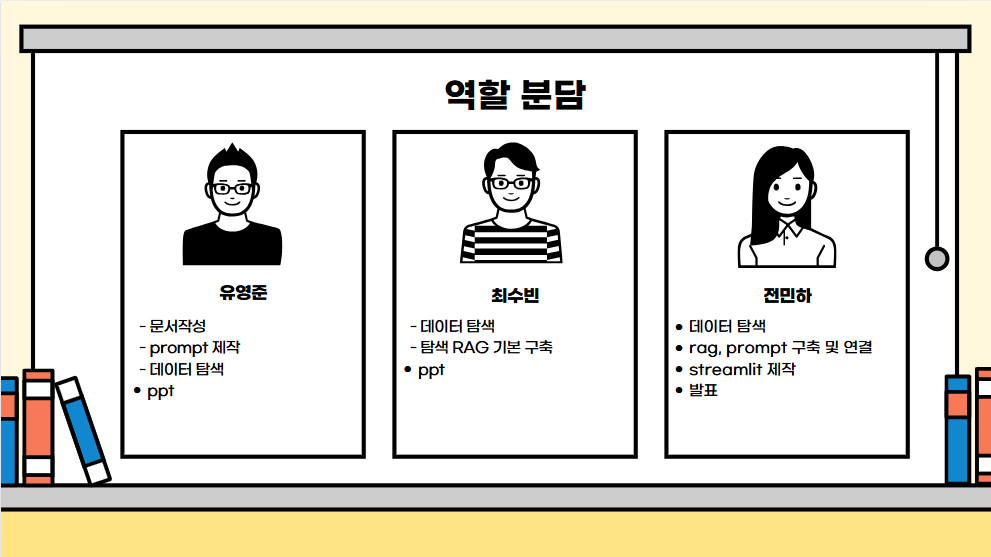 역할 분담
유영준
- 문서작성
- prompt 제작
- 데이터 탐색
• ppt
최수빈
- 데이터 탐색
- 탐색 RAG 기본 구축
• ppt
전민하
• 데이터 탐색
• rag, prompt 구축 및 연결
• streamlit 제작
• 발표